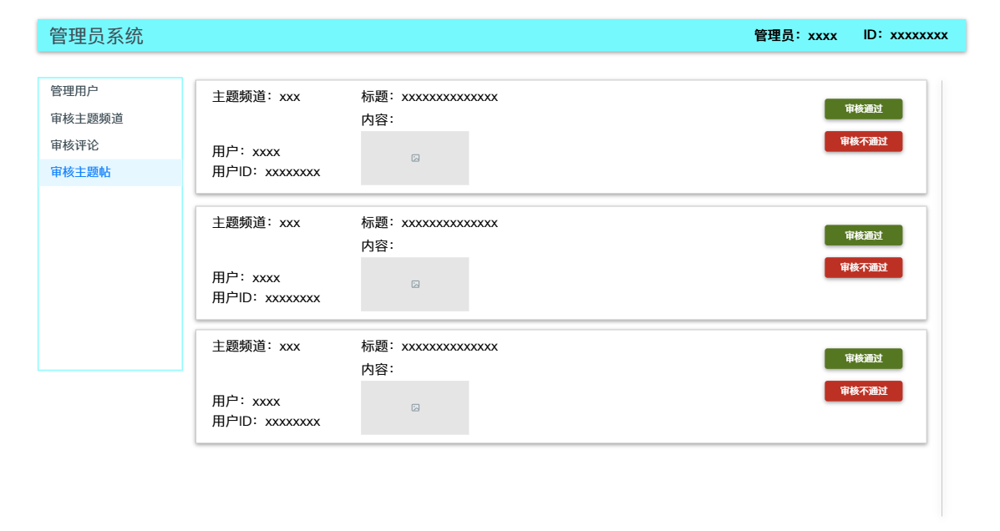 管理员系统
管理员：xxxx ID：xxxxxxxx
管理用户
审核主题频道
审核评论
审核主题帖
主题频道：xxx 标题：xxxxxxxxxxxxxx
内容：
用户：xxxx
用户ID：xxxxxxxx
审核通过
审核不通过
主题频道：xxx 标题：xxxxxxxxxxxxxx
内容：
用户：xxxx
用户ID：xxxxxxxx
审核通过
审核不通过
主题频道：xxx 标题：xxxxxxxxxxxxxx
内容：
用户：xxxx
用户ID：xxxxxxxx
审核通过
审核不通过